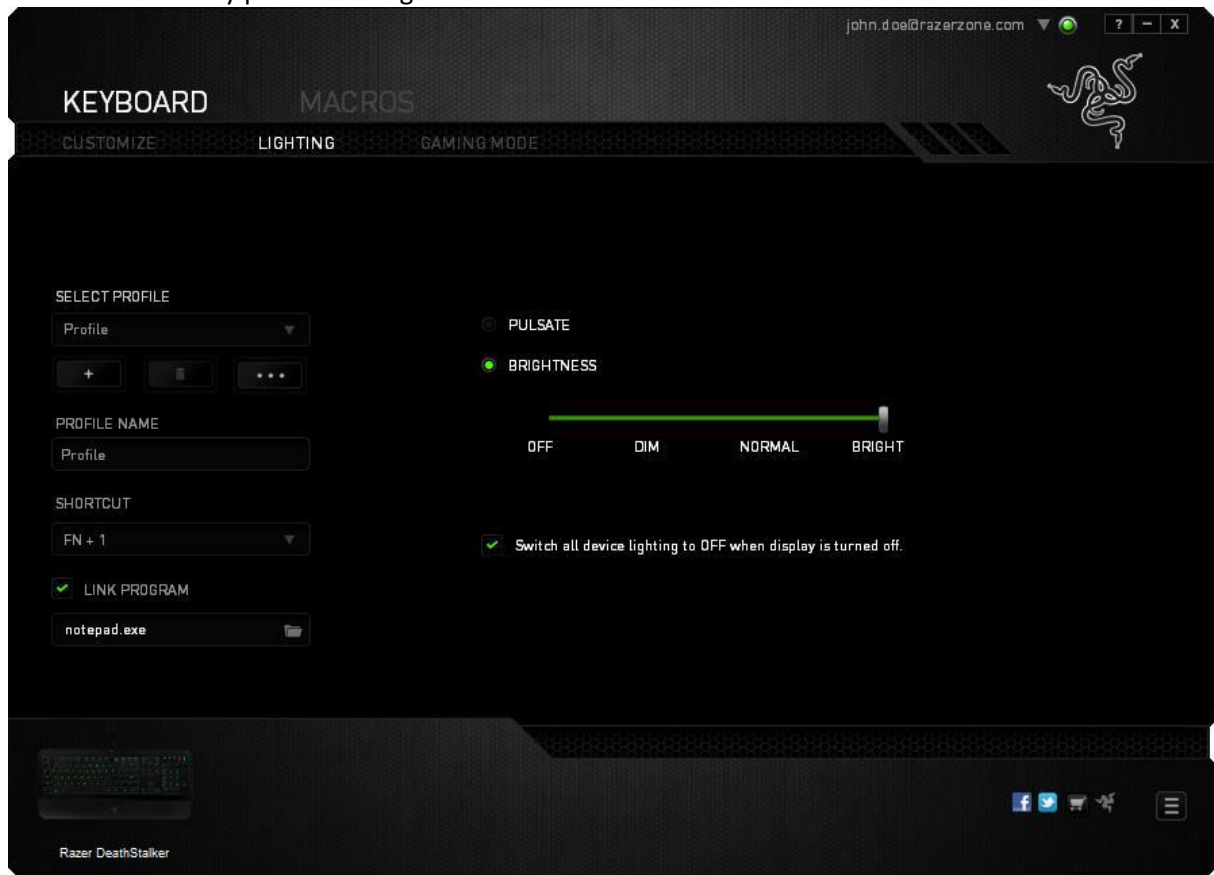 john.doe@razerzone.com
? – X
KEYBOARD MACROS
CUSTOMIZE LIGHTING GAMING MODE
SELECT PROFILE
Profile
PULSATE
+ •••
BRIGHTNESS
PROFILE NAME
Profile
OFF DIM NORMAL BRIGHT
SHORTCUT
FN + 1
Switch all device lighting to OFF when display is turned off.
LINK PROGRAM
notepad.exe
Razer DeathStalker